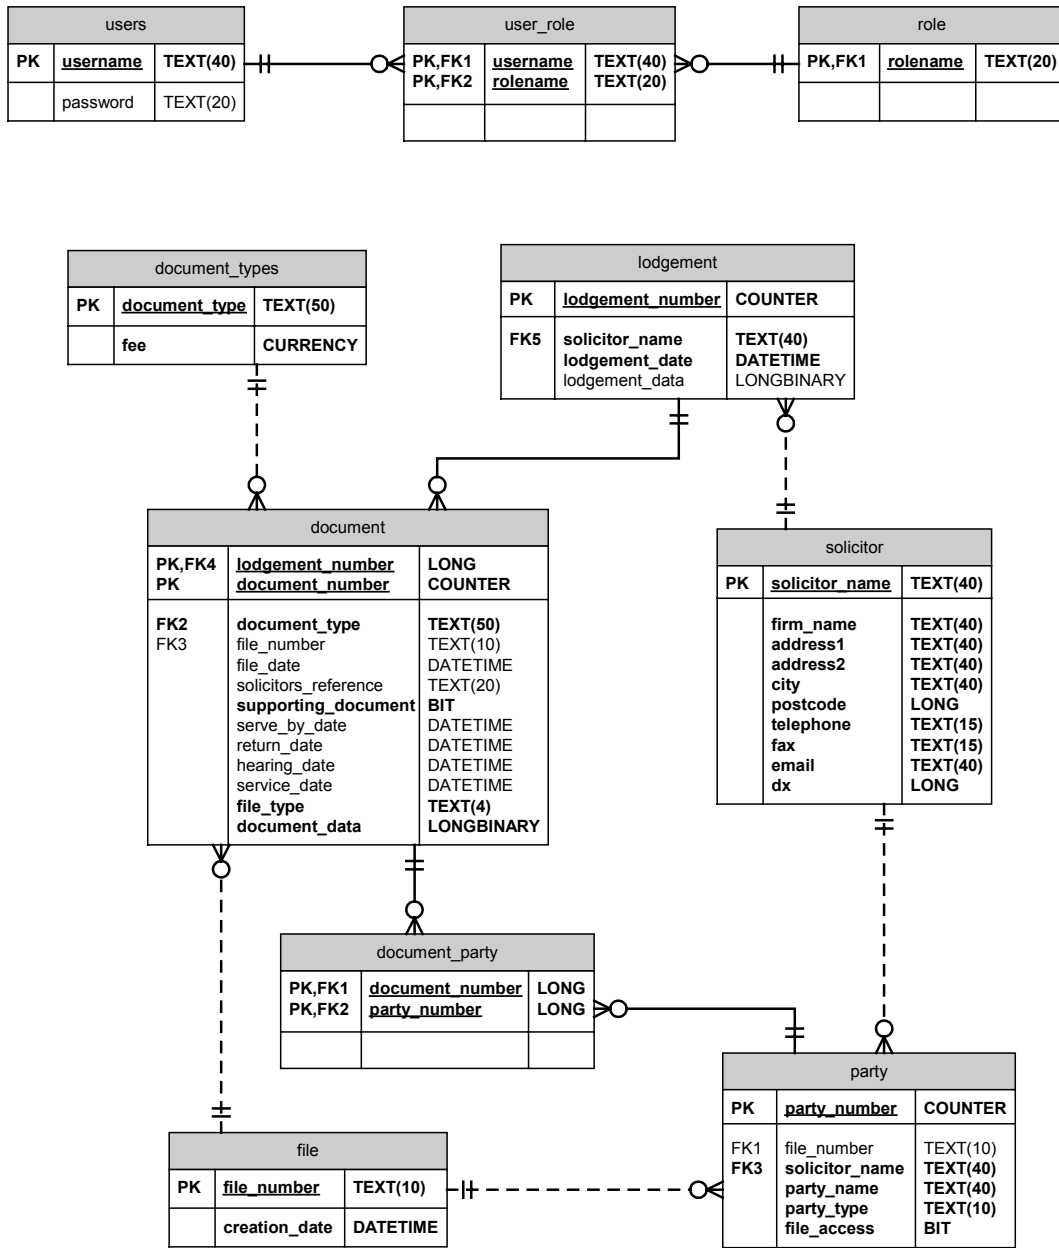 users
PK username TEXT(40)
password TEXT(20)
user_role
PK,FK1 username TEXT(40)
PK,FK2 rolename TEXT(20)
role
PK,FK1 rolename TEXT(20)
document_types
PK document_type TEXT(50)
fee CURRENCY
lodgement
PK lodgement_number COUNTER
FK5 solicitor_name TEXT(40)
lodgement_date DATETIME
lodgement_data LONGBINARY
document
PK,FK4 lodgement_number LONG
PK document_number COUNTER
FK2 document_type TEXT(50)
FK3 file_number TEXT(10)
file_date DATETIME
solicitors_reference TEXT(20)
supporting_document BIT
serve_by_date DATETIME
return_date DATETIME
hearing_date DATETIME
service_date DATETIME
file_type TEXT(4)
document_data LONGBINARY
solicitor
PK solicitor_name TEXT(40)
firm_name TEXT(40)
address1 TEXT(40)
address2 TEXT(40)
city TEXT(40)
postcode LONG
telephone TEXT(15)
fax TEXT(15)
email TEXT(40)
dx LONG
document_party
PK,FK1 document_number LONG
PK,FK2 party_number LONG
party
PK party_number COUNTER
FK1 file_number TEXT(10)
FK3 solicitor_name TEXT(40)
party_name TEXT(40)
party_type TEXT(10)
file_access BIT
file
PK file_number TEXT(10)
creation_date DATETIME